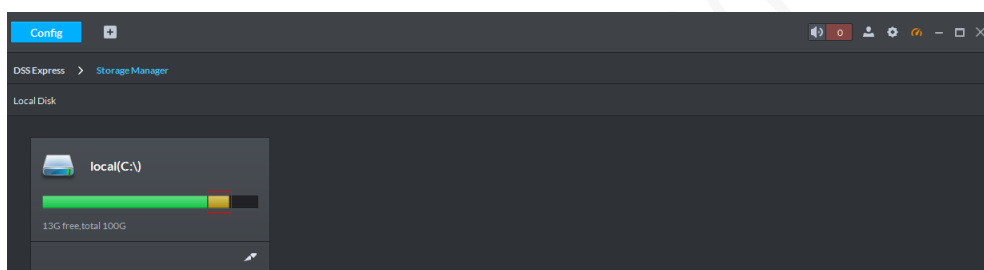 Config
0
DSS Express > Storage Manager
Local Disk
local(C:\)
13G free,total 100G